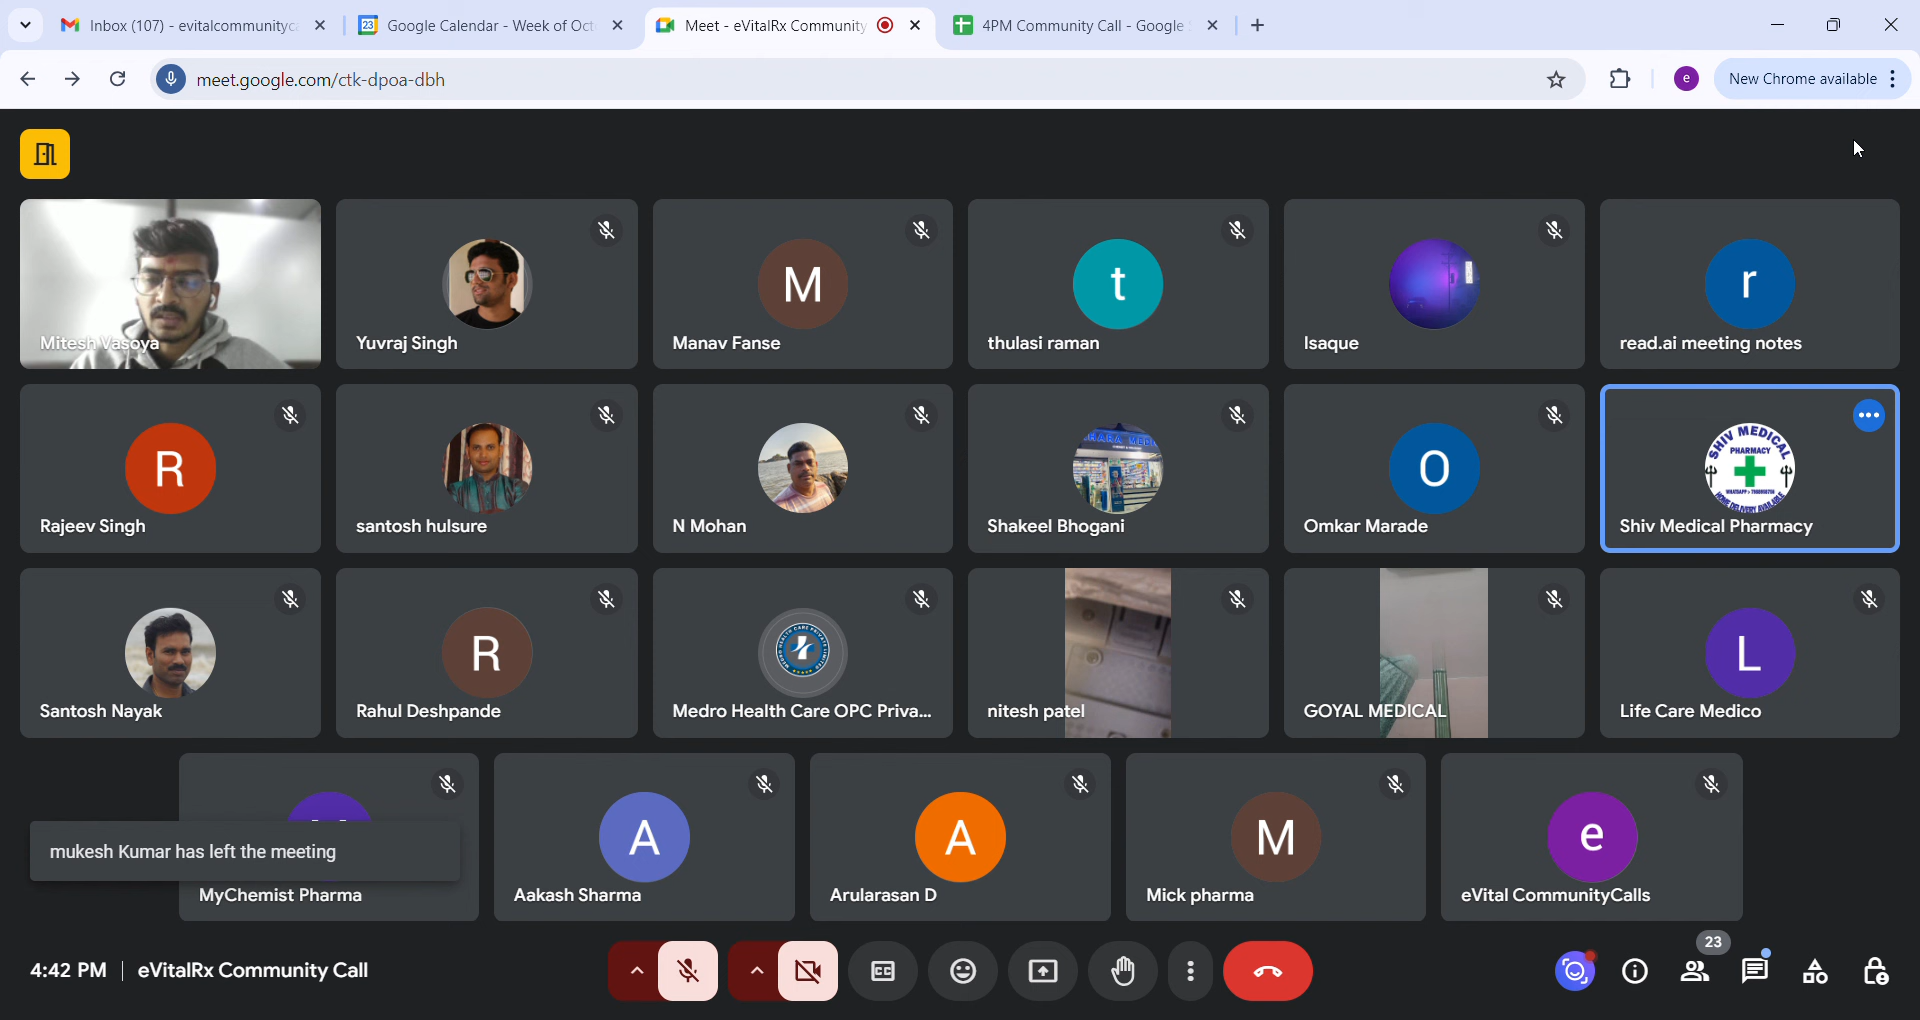 Inbox (107) - evitalcommunityc
Google Calendar - Week of Oct
Meet - eVitalRx Community
4PM Community Call - Google
meet.google.com/ctk-dpoa-dbh
e
New Chrome available
Mitesh Vasoya
Yuvraj Singh
M
Manav Fanse
t
thulasi raman
Isaque
r
read.ai meeting notes
R
Rajeev Singh
santosh hulsure
N Mohan
Shakeel Bhogani
O
Omkar Marade
SHIV MEDICAL
PHARMACY
Shiv Medical Pharmacy
Santosh Nayak
R
Rahul Deshpande
Medro Health Care OPC Priva...
nitesh patel
GOYAL MEDICAL
L
Life Care Medico
mukesh Kumar has left the meeting
MyChemist Pharma
A
Aakash Sharma
A
Arularasan D
M
Mick pharma
e
eVital CommunityCalls
4:42 PM | eVitalRx Community Call
CC
23